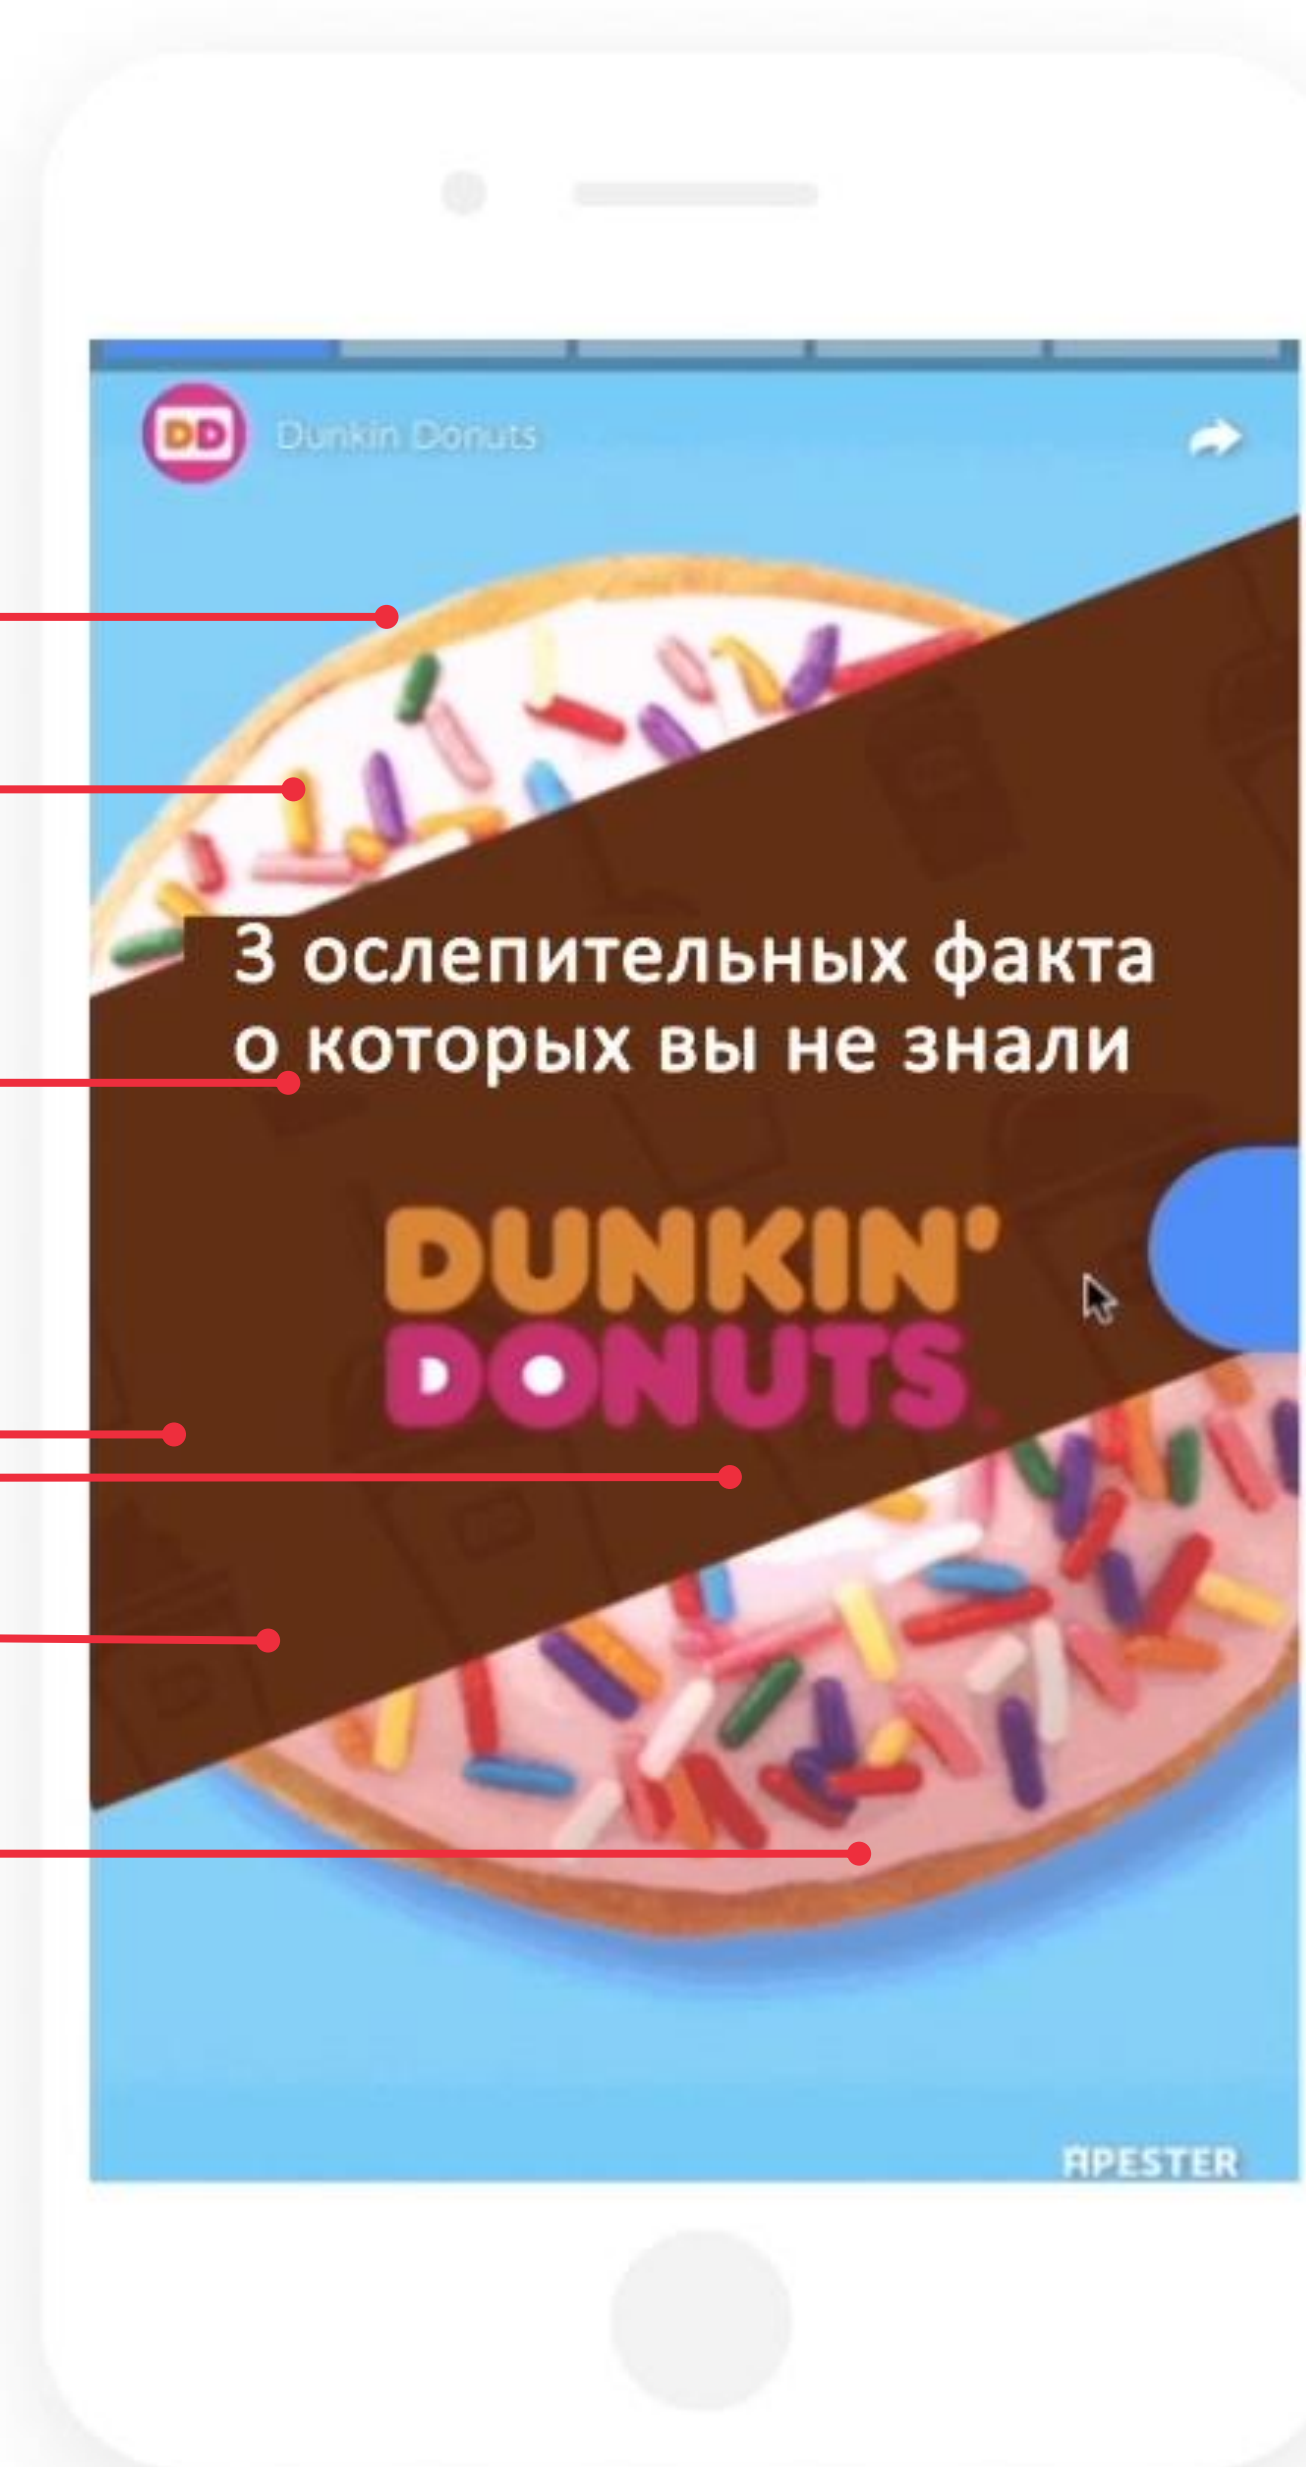 DD Dunkin Donuts
3 ослепительных факта
о которых вы не знали
DUNKIN'
DONUTS
APESTER